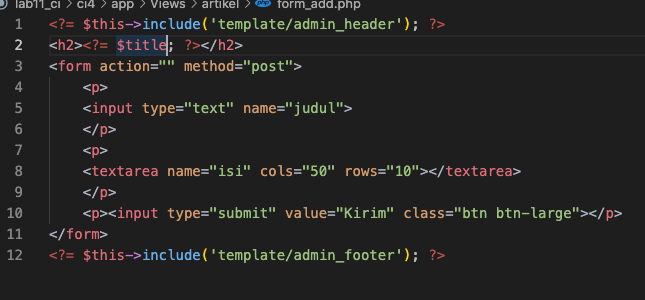 lab11_ci > ci4 > app > Views > artikel > form_add.php
1 <?= $this->include('template/admin_header'); ?>
2 <h2><?= $title; ?></h2>
3 <form action="" method="post">
4 <p>
5 <input type="text" name="judul">
6 </p>
7 <p>
8 <textarea name="isi" cols="50" rows="10"></textarea>
9 </p>
10 <p><input type="submit" value="Kirim" class="btn btn-large"></p>
11 </form>
12 <?= $this->include('template/admin_footer'); ?>